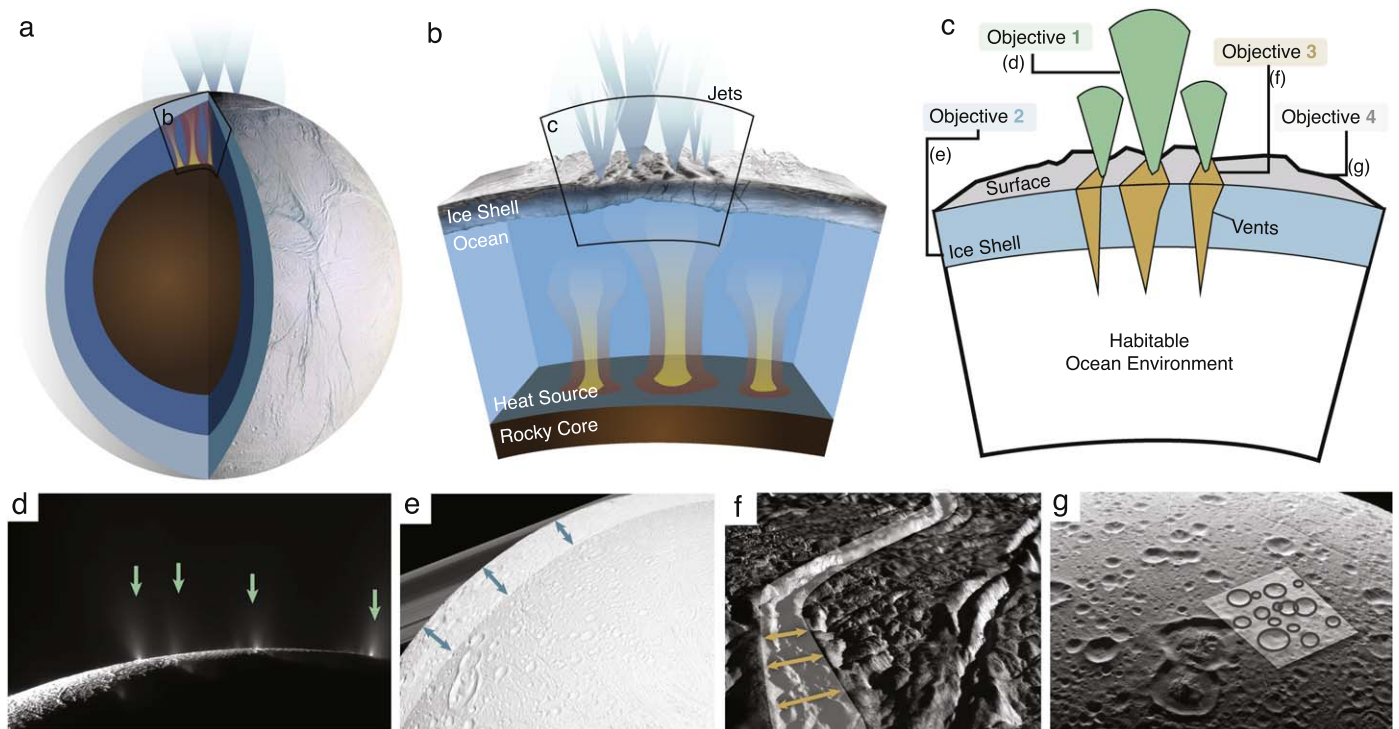 a
b
b
Jets
c
Ice Shell
Ocean
Heat Source
Rocky Core
c
Objective 1
(d)
Objective 3
(f)
Objective 2
(e)
Objective 4
(g)
Surface
Vents
Ice Shell
Habitable
Ocean Environment
d
e
f
g